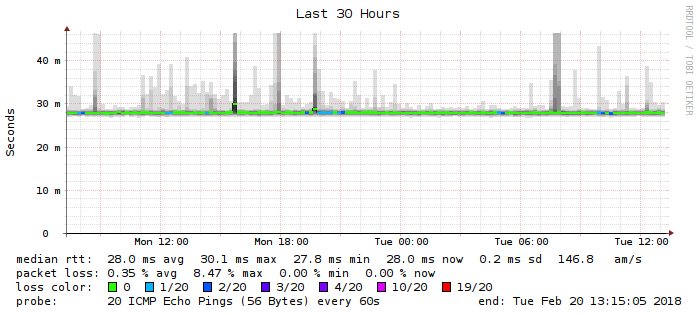 Last 30 Hours
RRDTOOL / TOBI OETIKER
Seconds
40 m
30 m
20 m
10 m
0
Mon 12:00 Mon 18:00 Tue 00:00 Tue 06:00 Tue 12:00
median rtt: 28.0 ms avg 30.1 ms max 27.8 ms min 28.0 ms now 0.2 ms sd 146.8 am/s
packet loss: 0.35 % avg 8.47 % max 0.00 % min 0.00 % now
loss color: 0 1/20 2/20 3/20 4/20 10/20 19/20
probe: 20 ICMP Echo Pings (56 Bytes) every 60s end: Tue Feb 20 13:15:05 2018